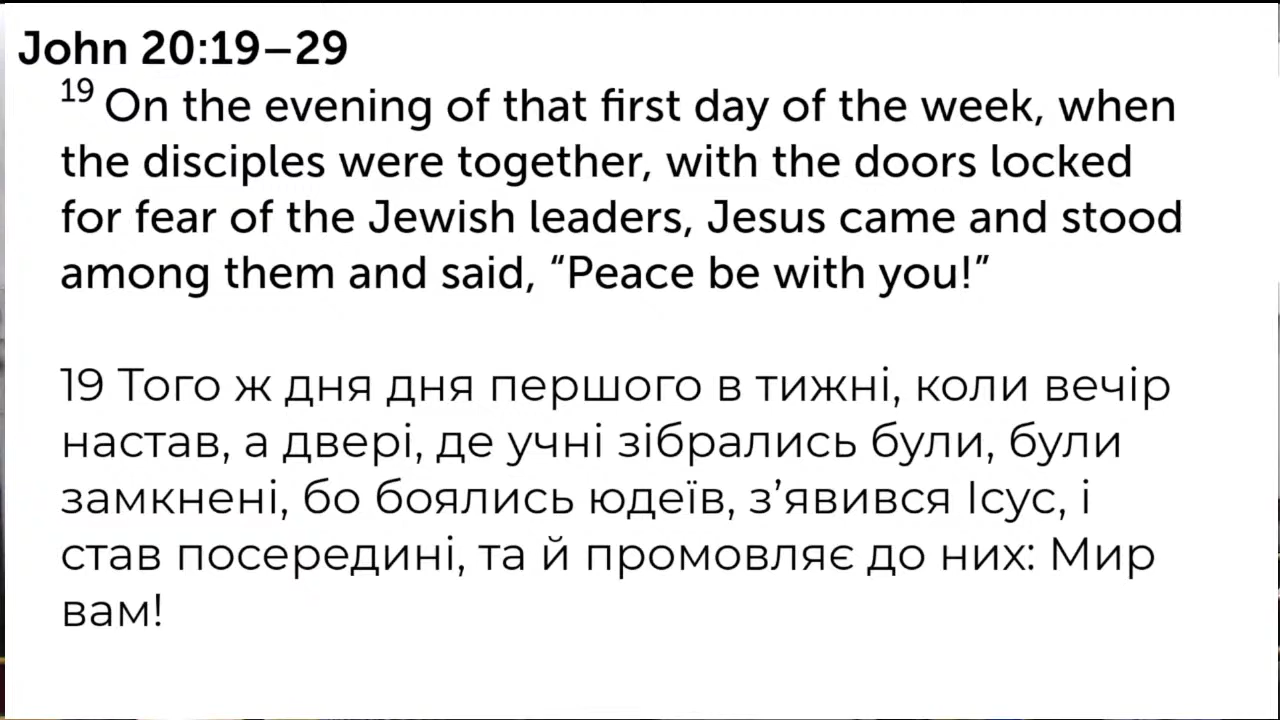 John 20:19–29
19 On the evening of that first day of the week, when
the disciples were together, with the doors locked
for fear of the Jewish leaders, Jesus came and stood
among them and said, “Peace be with you!”
19 Того ж дня дня першого в тижні, коли вечір
настав, а двері, де учні зібрались були, були
замкнені, бо боялись юдеїв, з’явився Ісус, і
став посередині, та й промовляє до них: Мир
вам!